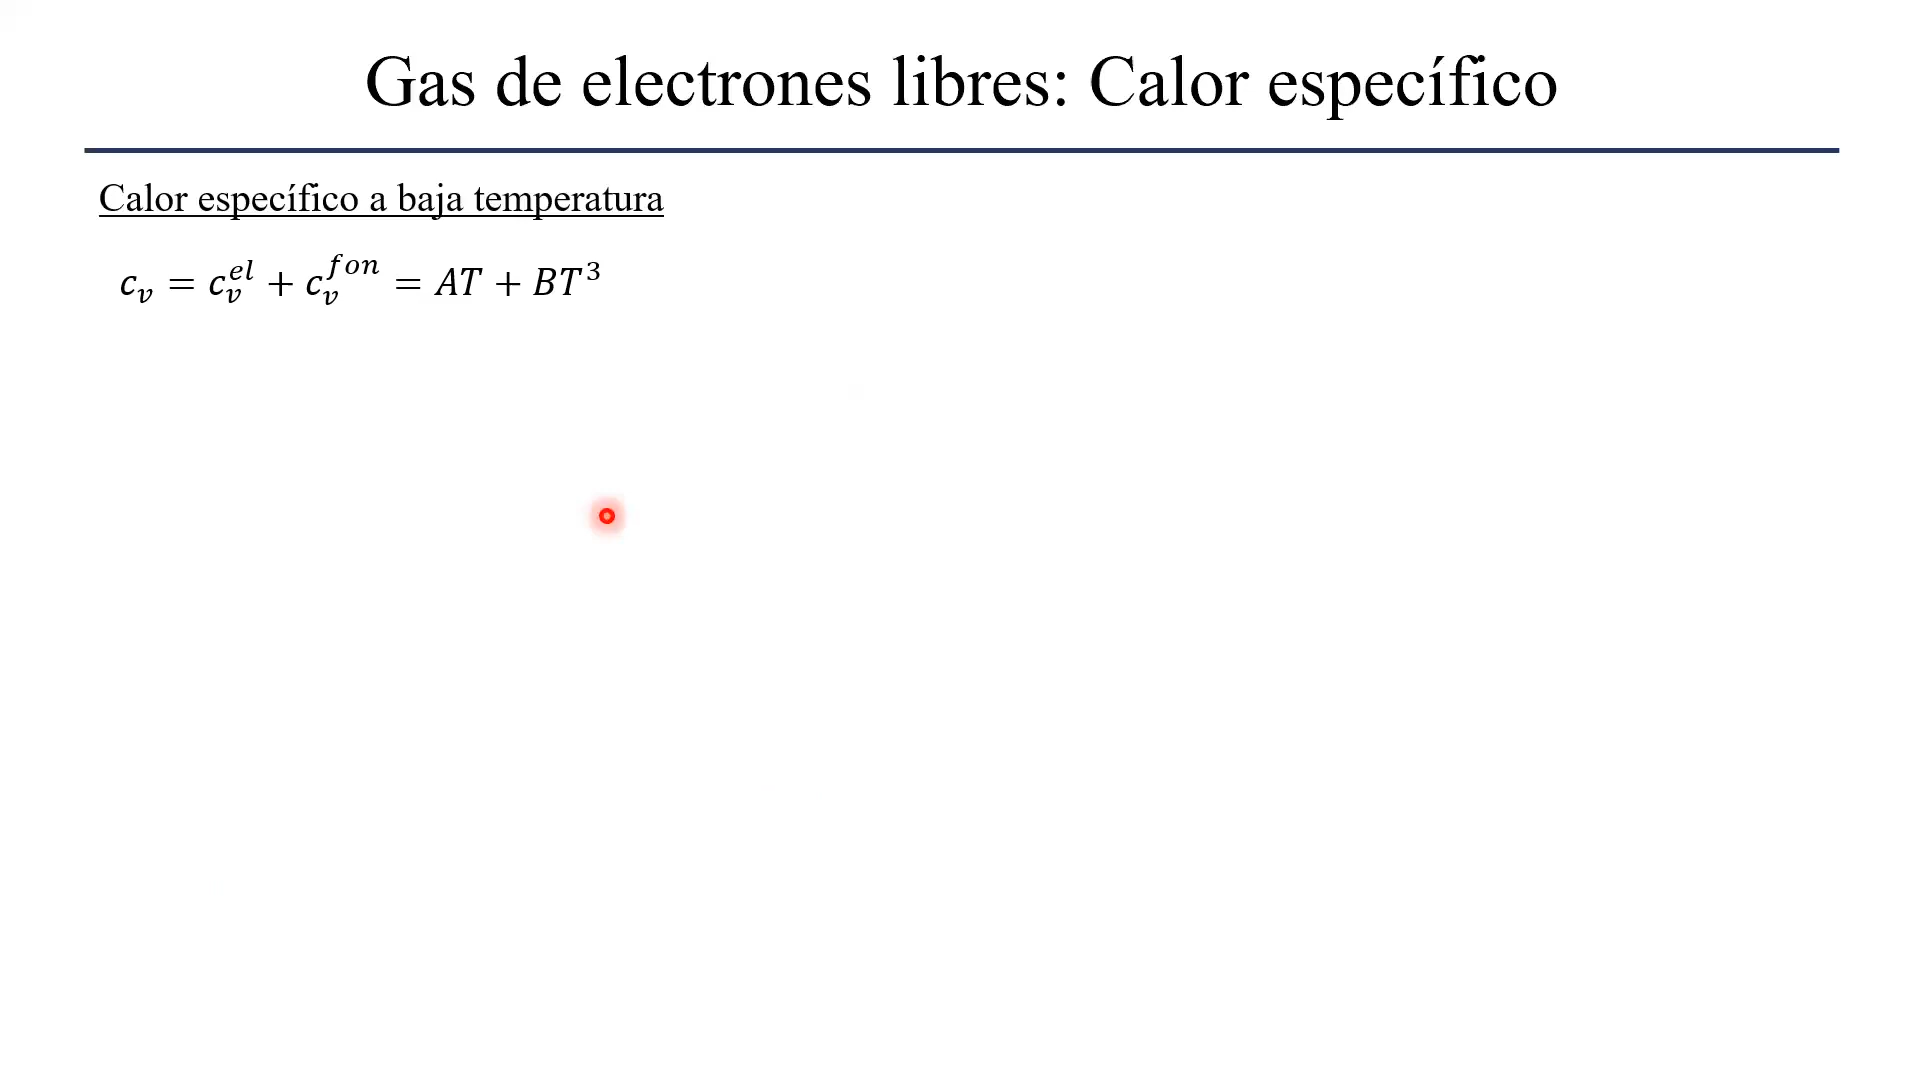 Gas de electrones libres: Calor específico
Calor específico a baja temperatura
$c_v = c_v^{el} + c_v^{fon} = AT + BT^3$